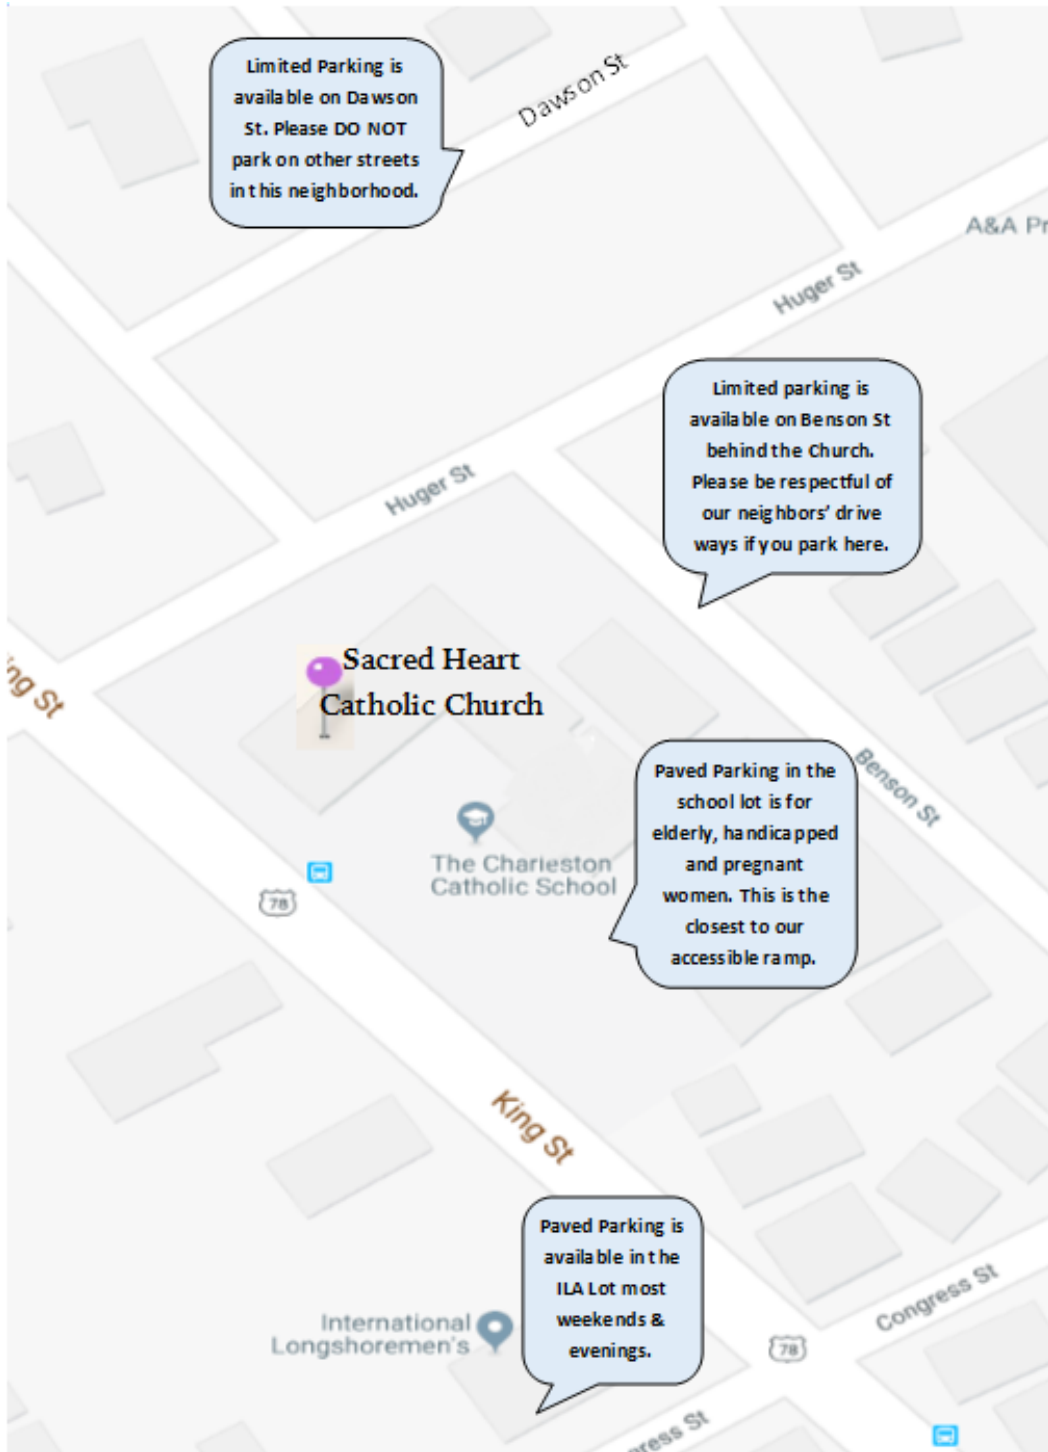 Limited Parking is
available on Dawson
St. Please DO NOT
park on other streets
in this neighborhood.
Dawson St
A&A Pr
Huger St
Limited parking is
available on Benson St
behind the Church.
Please be respectful of
our neighbors' drive
ways if you park here.
Huger St
ing St
Sacred Heart
Catholic Church
Benson St
Paved Parking in the
school lot is for
elderly, handicapped
and pregnant
women. This is the
closest to our
accessible ramp.
The Charleston
Catholic School
78
King St
Paved Parking is
available in the
ILA Lot most
weekends &
evenings.
Congress St
International
Longshoremen's
78
gress St